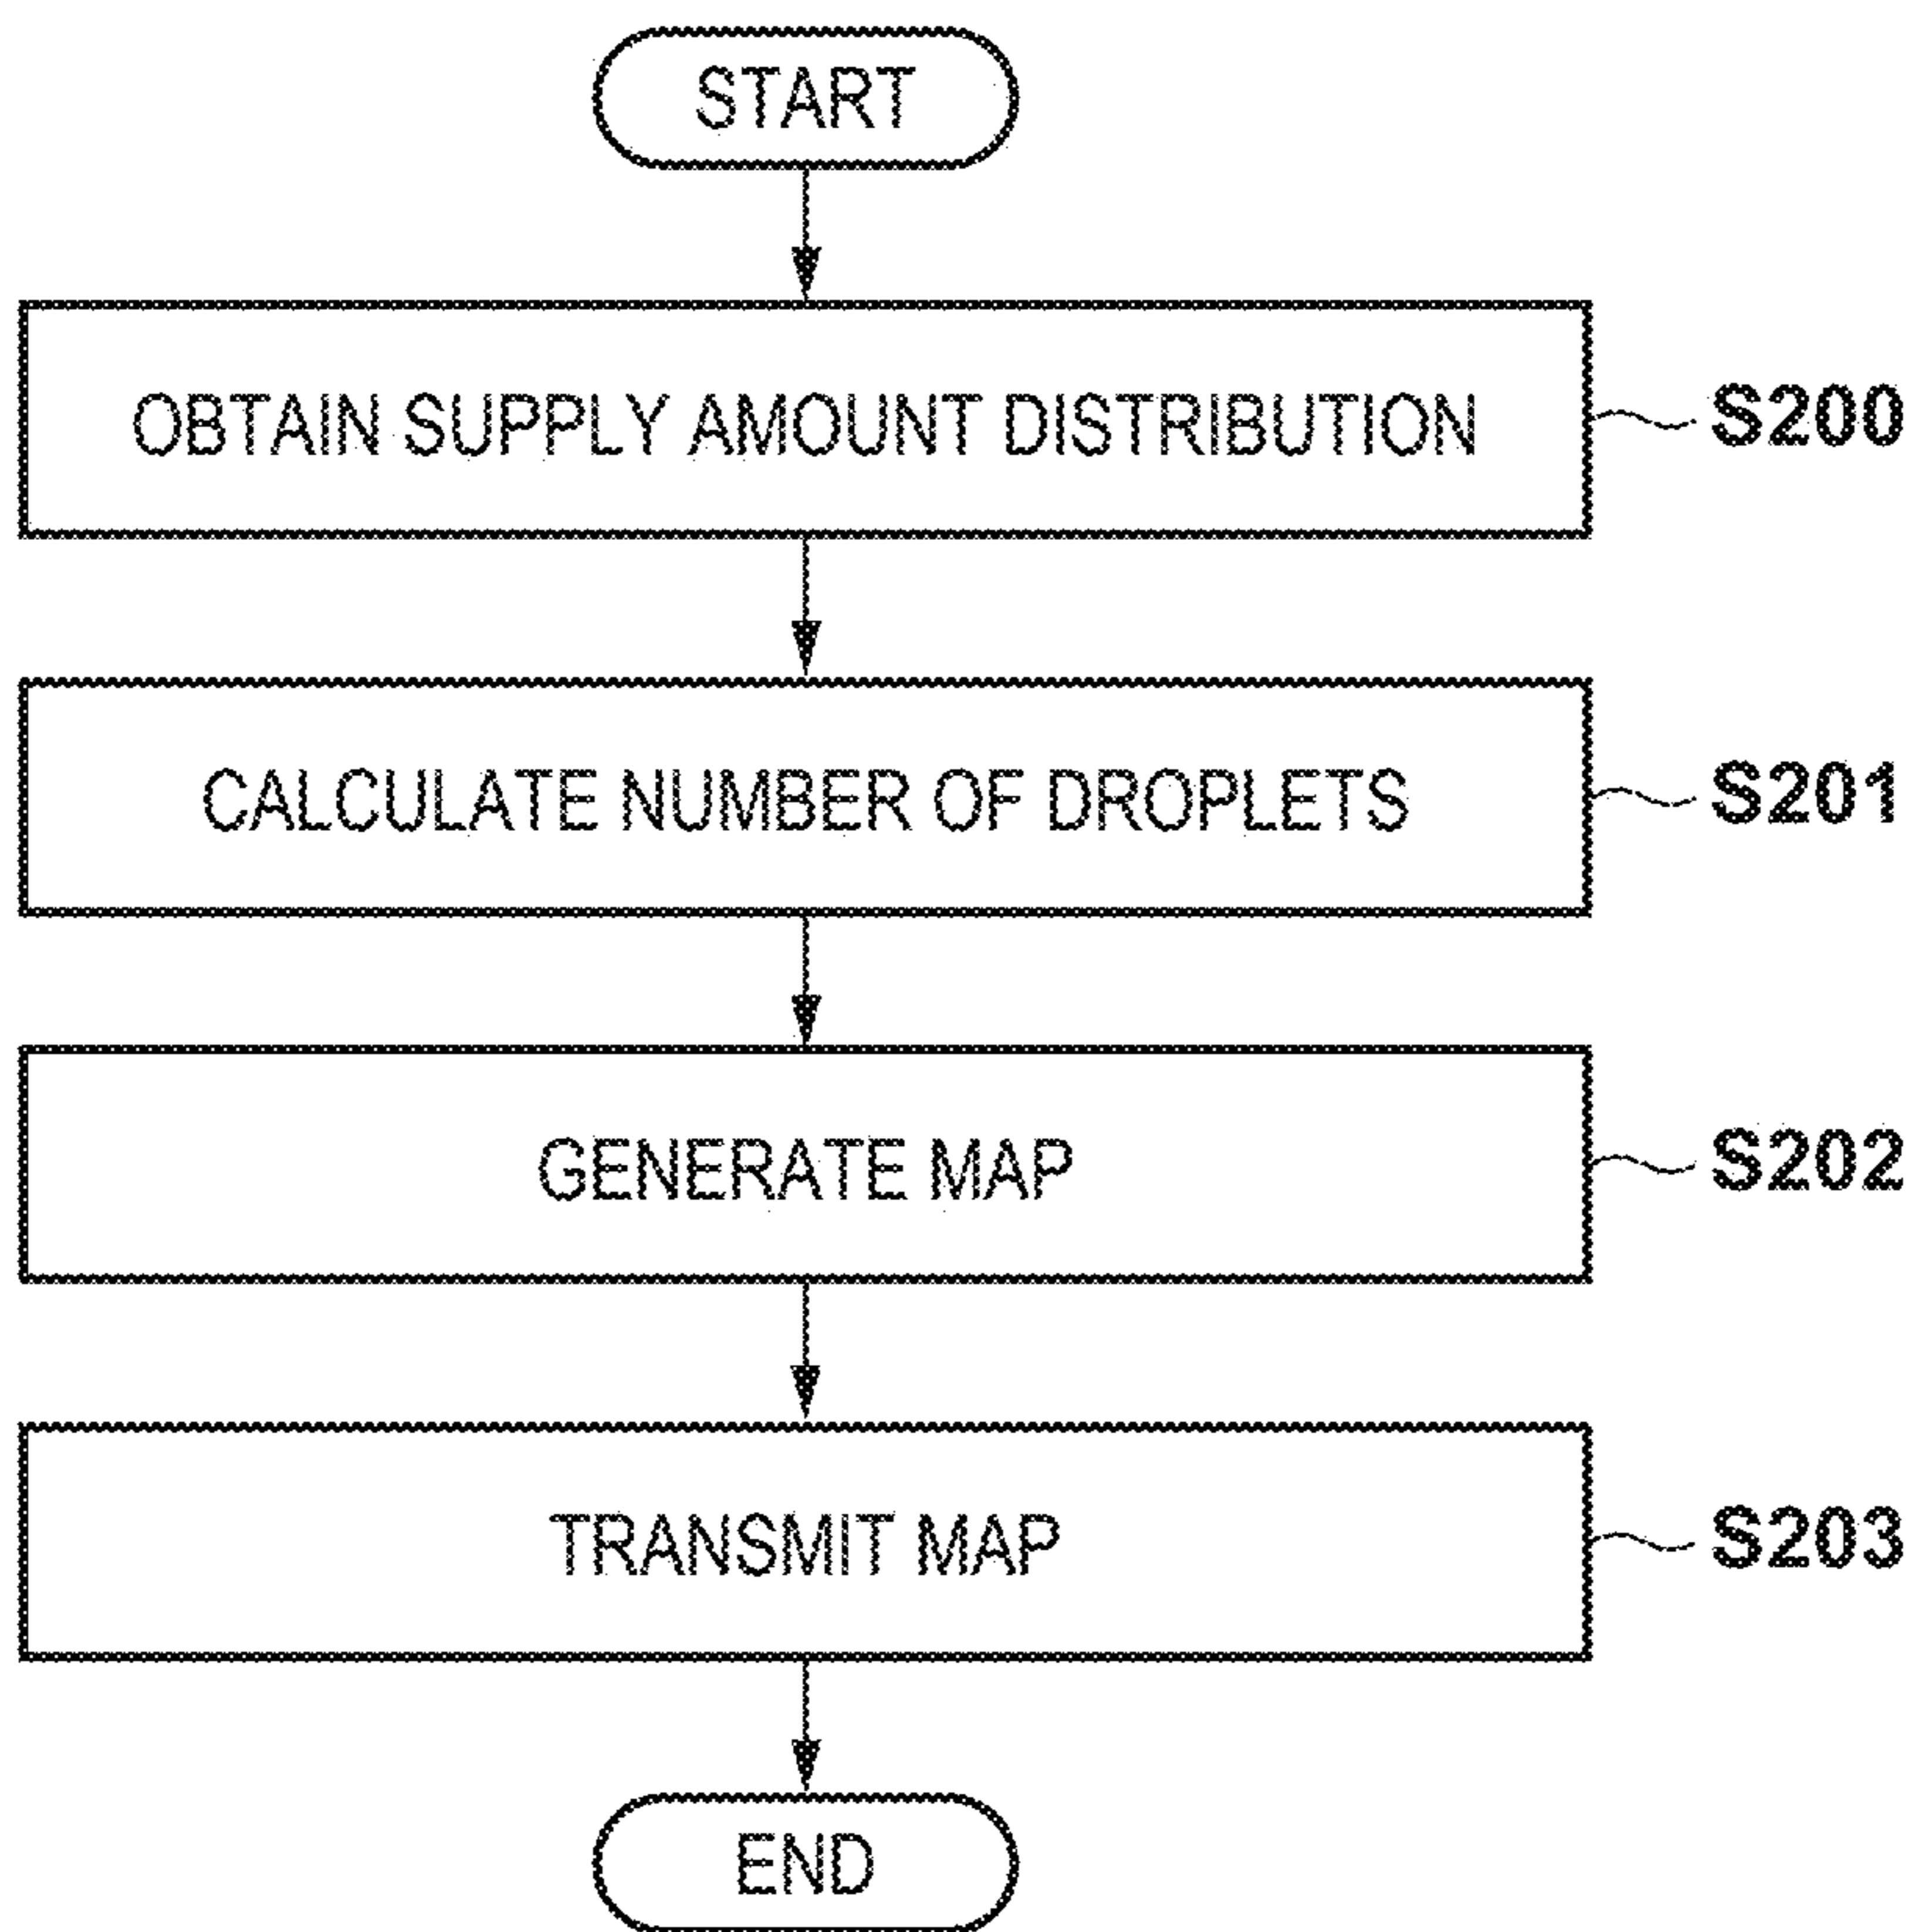 START
OBTAIN SUPPLY AMOUNT DISTRIBUTION
S200
CALCULATE NUMBER OF DROPLETS
S201
GENERATE MAP
S202
TRANSMIT MAP
S203
END